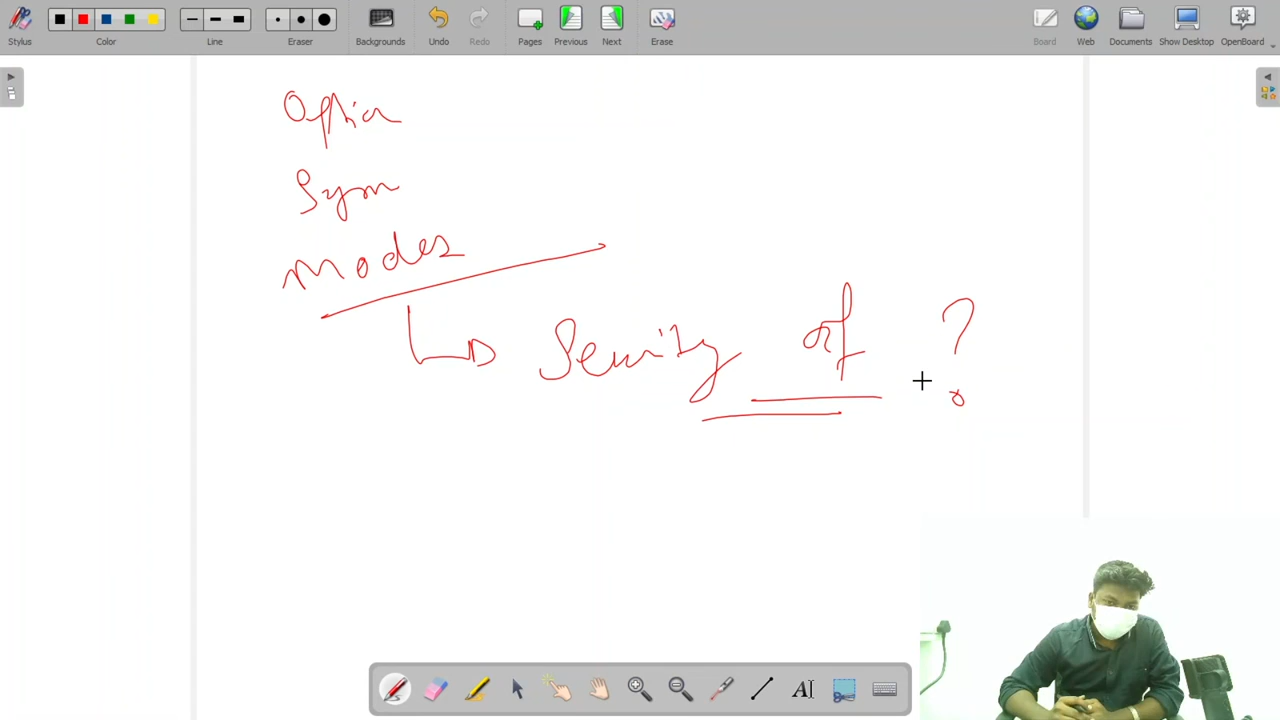 Stylus Color Line Eraser Backgrounds Undo Redo Pages Previous Next Erase Board Web Documents Show Desktop OpenBoard
Sym
Modes
Security of ?